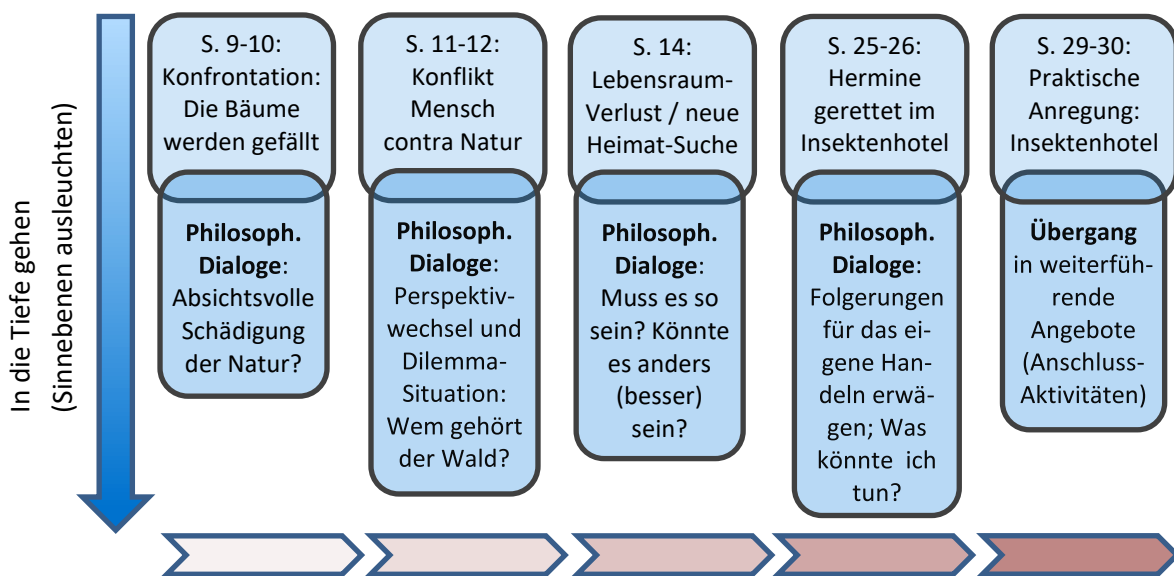 In die Tiefe gehen
(Sinnebenen ausleuchten)
S. 9-10:
Konfrontation:
Die Bäume
werden gefällt
Philosoph.
Dialoge:
Absichtsvolle
Schädigung
der Natur?
S. 11-12:
Konflikt
Mensch
contra Natur
Philosoph.
Dialoge:
Perspektiv-
wechsel und
Dilemma-
Situation:
Wem gehört
der Wald?
S. 14:
Lebensraum-
Verlust / neue
Heimat-Suche
Philosoph.
Dialoge:
Muss es so
sein? Könnte
es anders
(besser)
sein?
S. 25-26:
Hermine
gerettet im
Insektenhotel
Philosoph.
Dialoge:
Folgerungen
für das ei-
gene Han-
deln erwä-
gen; Was
könnte ich
tun?
S. 29-30:
Praktische
Anregung:
Insektenhotel
Übergang
in weiterfüh-
rende
Angebote
(Anschluss-
Aktivitäten)